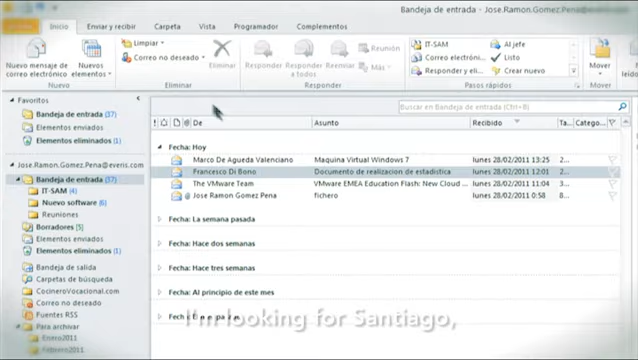 Bandeja de entrada - Jose.Ramon.Gomez.Pena@everis
Inicio Enviar y recibir Carpeta Vista Programador Complementos
Nuevo mensaje de correo electrónico
Nuevos elementos
Nuevo
Limpiar
Correo no deseado
Eliminar
Eliminar
Responder
Responder a todos
Reenviar
Reunión
Más
Responder
IT-SAM
Correo electróni...
Responder y eli...
Al jefe
Listo
Crear nuevo
Pasos rápidos
Mover
Mover
Favoritos
Bandeja de entrada (37)
Elementos enviados
Elementos eliminados (1)
Jose.Ramon.Gomez.Pena@everis.com
Bandeja de entrada (37)
IT-SAM (4)
Nuevo software (6)
Reuniones
Borradores (5)
Elementos enviados
Elementos eliminados (1)
Bandeja de salida
Carpetas de búsqueda
CocineroVocacional.com
Correo no deseado
Fuentes RSS
Para archivar
Enero2011
Febrero2011
Buscar en Bandeja de entrada (Ctrl+B)
De Asunto Recibido Ta... Catego...
Fecha: Hoy
Marco De Agueda Valenciano Maquina Virtual Windows 7 lunes 28/02/2011 13:25 2...
Francesco Di Bono Documento de realizacion de estadistica lunes 28/02/2011 12:01 2...
The VMware Team VMware EMEA Education Flash: New Cloud ... lunes 28/02/2011 11:04 2...
Jose Ramon Gomez Pena fichero lunes 28/02/2011 0:58 8...
Fecha: La semana pasada
Fecha: Hace dos semanas
Fecha: Hace tres semanas
Fecha: Al principio de este mes
I'm looking for Santiago,